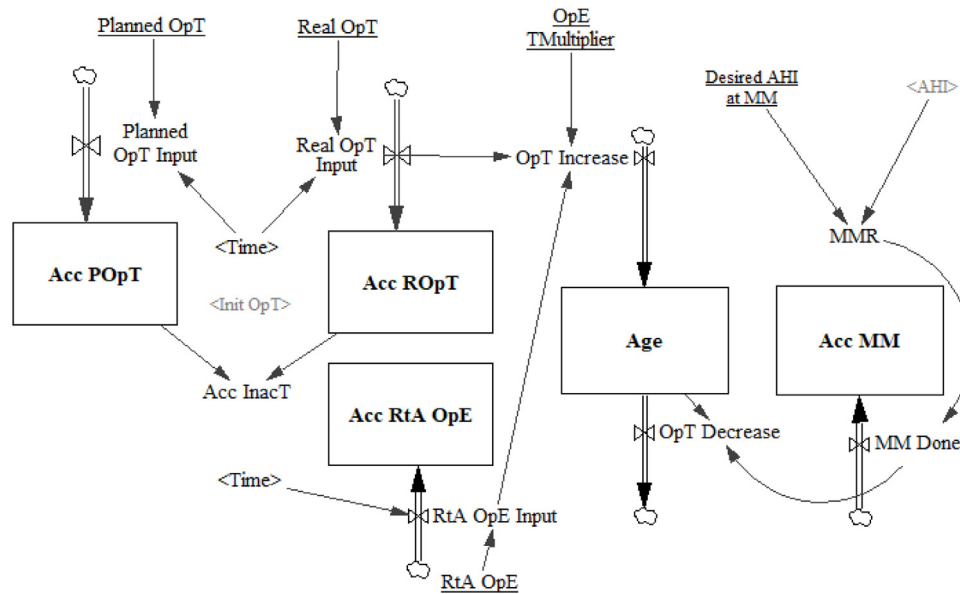 Planned OpT
Real OpT
OpE
TMultiplier
Desired AHI
at MM
<AHI>
Planned
OpT Input
Real OpT
Input
OpT Increase
<Time>
MMR
Acc POpT
Acc ROpT
<Init OpT>
Age
Acc MM
Acc InacT
Acc RtA OpE
OpT Decrease
MM Done
<Time>
RtA OpE Input
RtA OpE